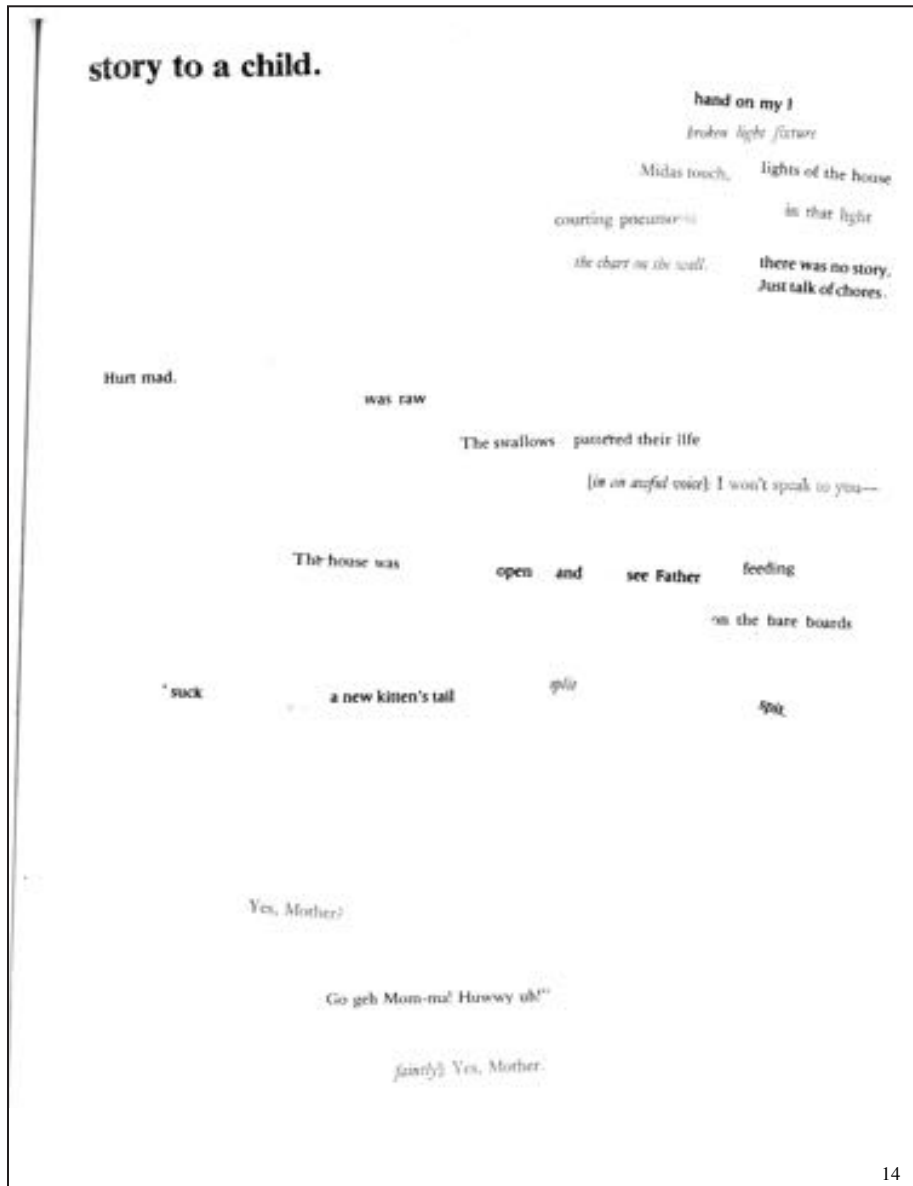 story to a child.
hand on my l
broken light fixture
Midas touch, lights of the house
courting in that light
the chart on the wall. there was no story.
Just talk of chores.
Hurt mad.
was raw
The swallows their life
[in an awful voice]: I won't speak to you—
The house was open and see Father feeding
on the bare boards
suck a new kitten's tail split spit
Yes, Mother?
Go geh Mom-ma! Huwwy uh!"
faintly]: Yes, Mother.
14